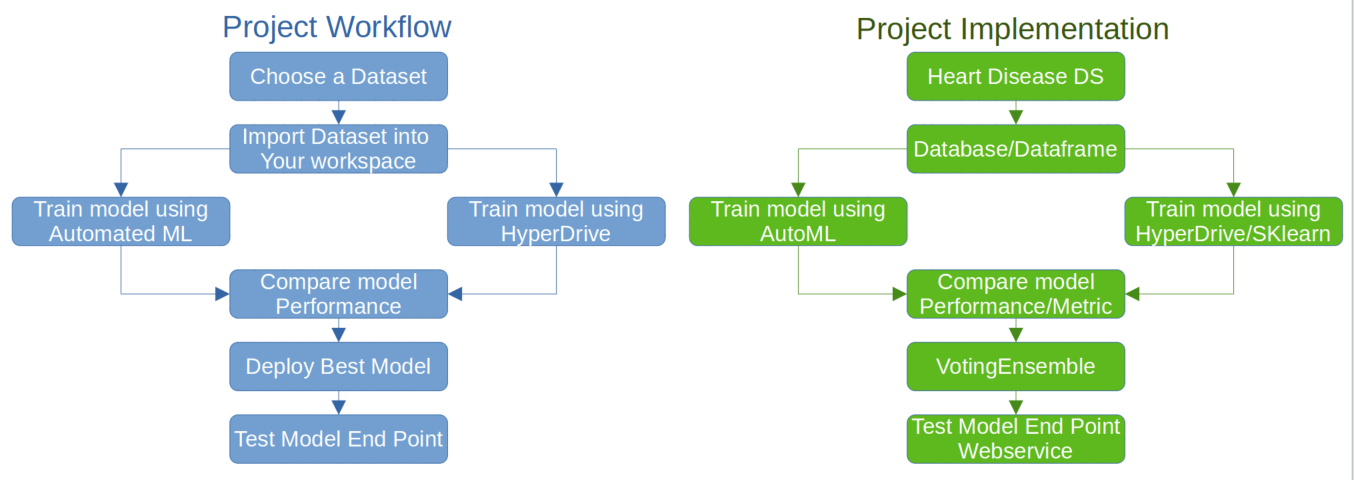 Project Workflow
Choose a Dataset
Import Dataset into
Your workspace
Train model using
Automated ML
Train model using
HyperDrive
Compare model
Performance
Deploy Best Model
Test Model End Point
Project Implementation
Heart Disease DS
Database/Dataframe
Train model using
AutoML
Train model using
HyperDrive/SKlearn
Compare model
Performance/Metric
VotingEnsemble
Test Model End Point
Webservice